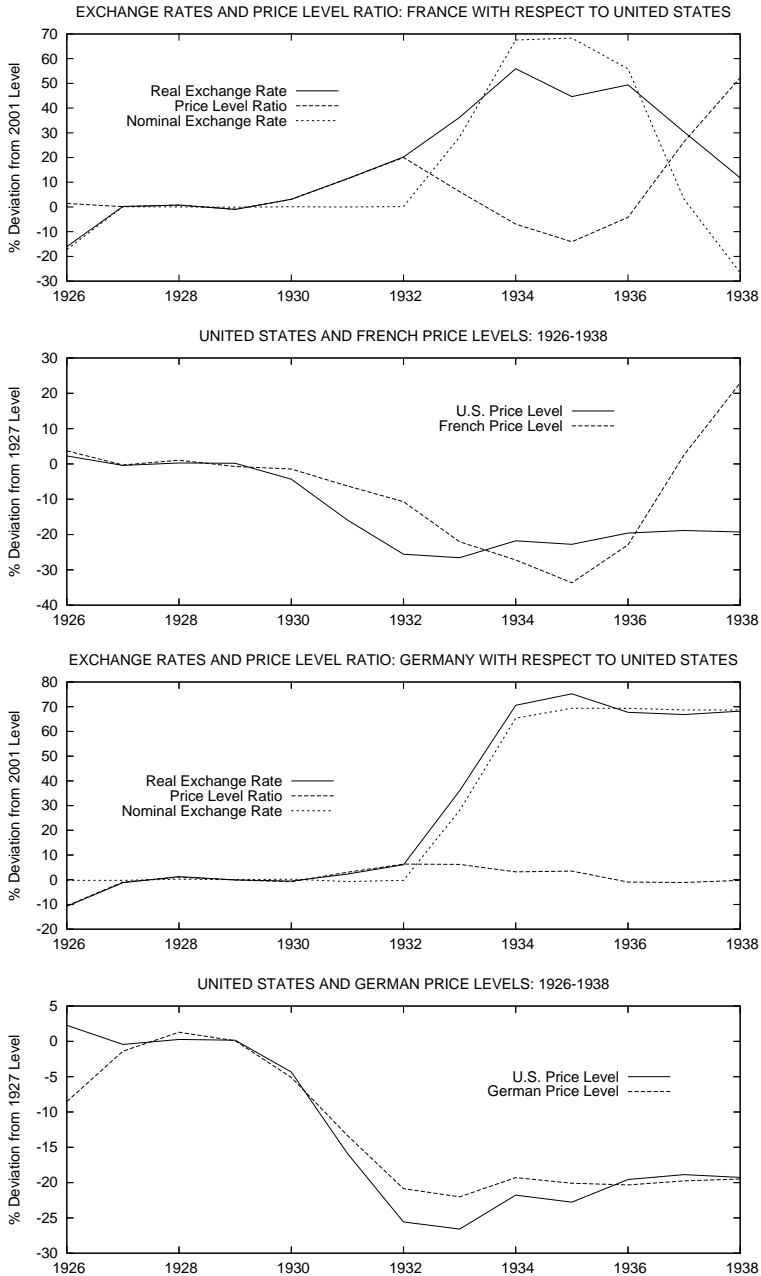 EXCHANGE RATES AND PRICE LEVEL RATIO: FRANCE WITH RESPECT TO UNITED STATES
% Deviation from 2001 Level
70
60
50
40
30
20
10
0
-10
-20
-30
Real Exchange Rate
Price Level Ratio
Nominal Exchange Rate
1926 1928 1930 1932 1934 1936 1938
UNITED STATES AND FRENCH PRICE LEVELS: 1926-1938
% Deviation from 1927 Level
30
20
10
0
-10
-20
-30
-40
U.S. Price Level
French Price Level
1926 1928 1930 1932 1934 1936 1938
EXCHANGE RATES AND PRICE LEVEL RATIO: GERMANY WITH RESPECT TO UNITED STATES
% Deviation from 2001 Level
80
70
60
50
40
30
20
10
0
-10
-20
Real Exchange Rate
Price Level Ratio
Nominal Exchange Rate
1926 1928 1930 1932 1934 1936 1938
UNITED STATES AND GERMAN PRICE LEVELS: 1926-1938
% Deviation from 1927 Level
5
0
-5
-10
-15
-20
-25
-30
U.S. Price Level
German Price Level
1926 1928 1930 1932 1934 1936 1938